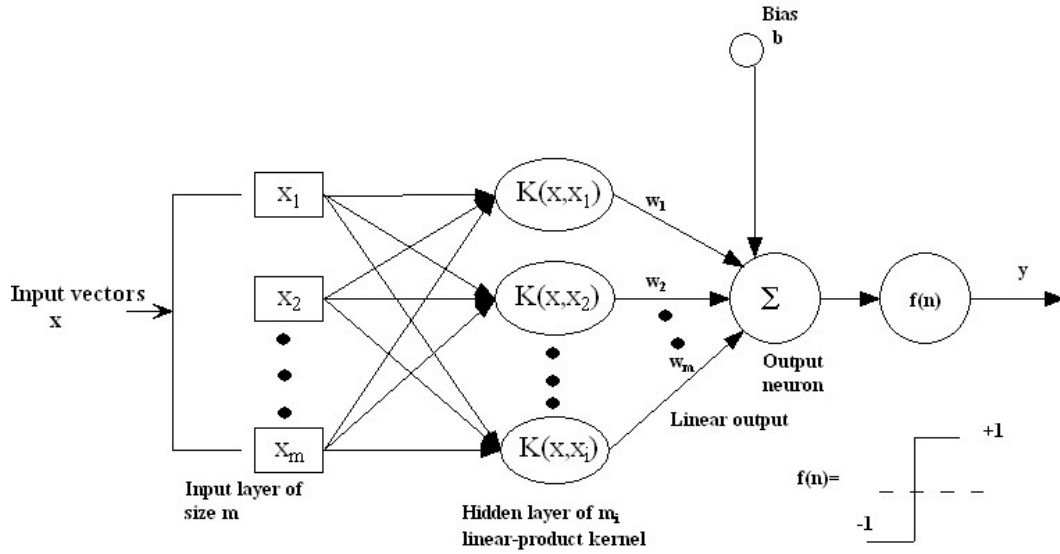 Bias
b
x₁
K(x,x₁)
w₁
Input vectors
x
x₂
K(x,x₂)
w₂
Σ
f(n)
y
Output
neuron
wₘ
Linear output
xₘ
K(x,xᵢ)
Input layer of
size m
Hidden layer of mᵢ
linear-product kernel
f(n)=
+1
-1